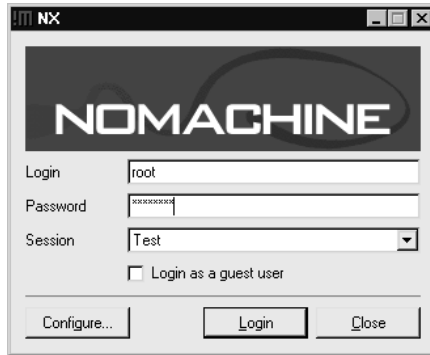 !M NX
NOMACHINE
Login root
Password ********
Session Test
Login as a guest user
Configure... Login Close